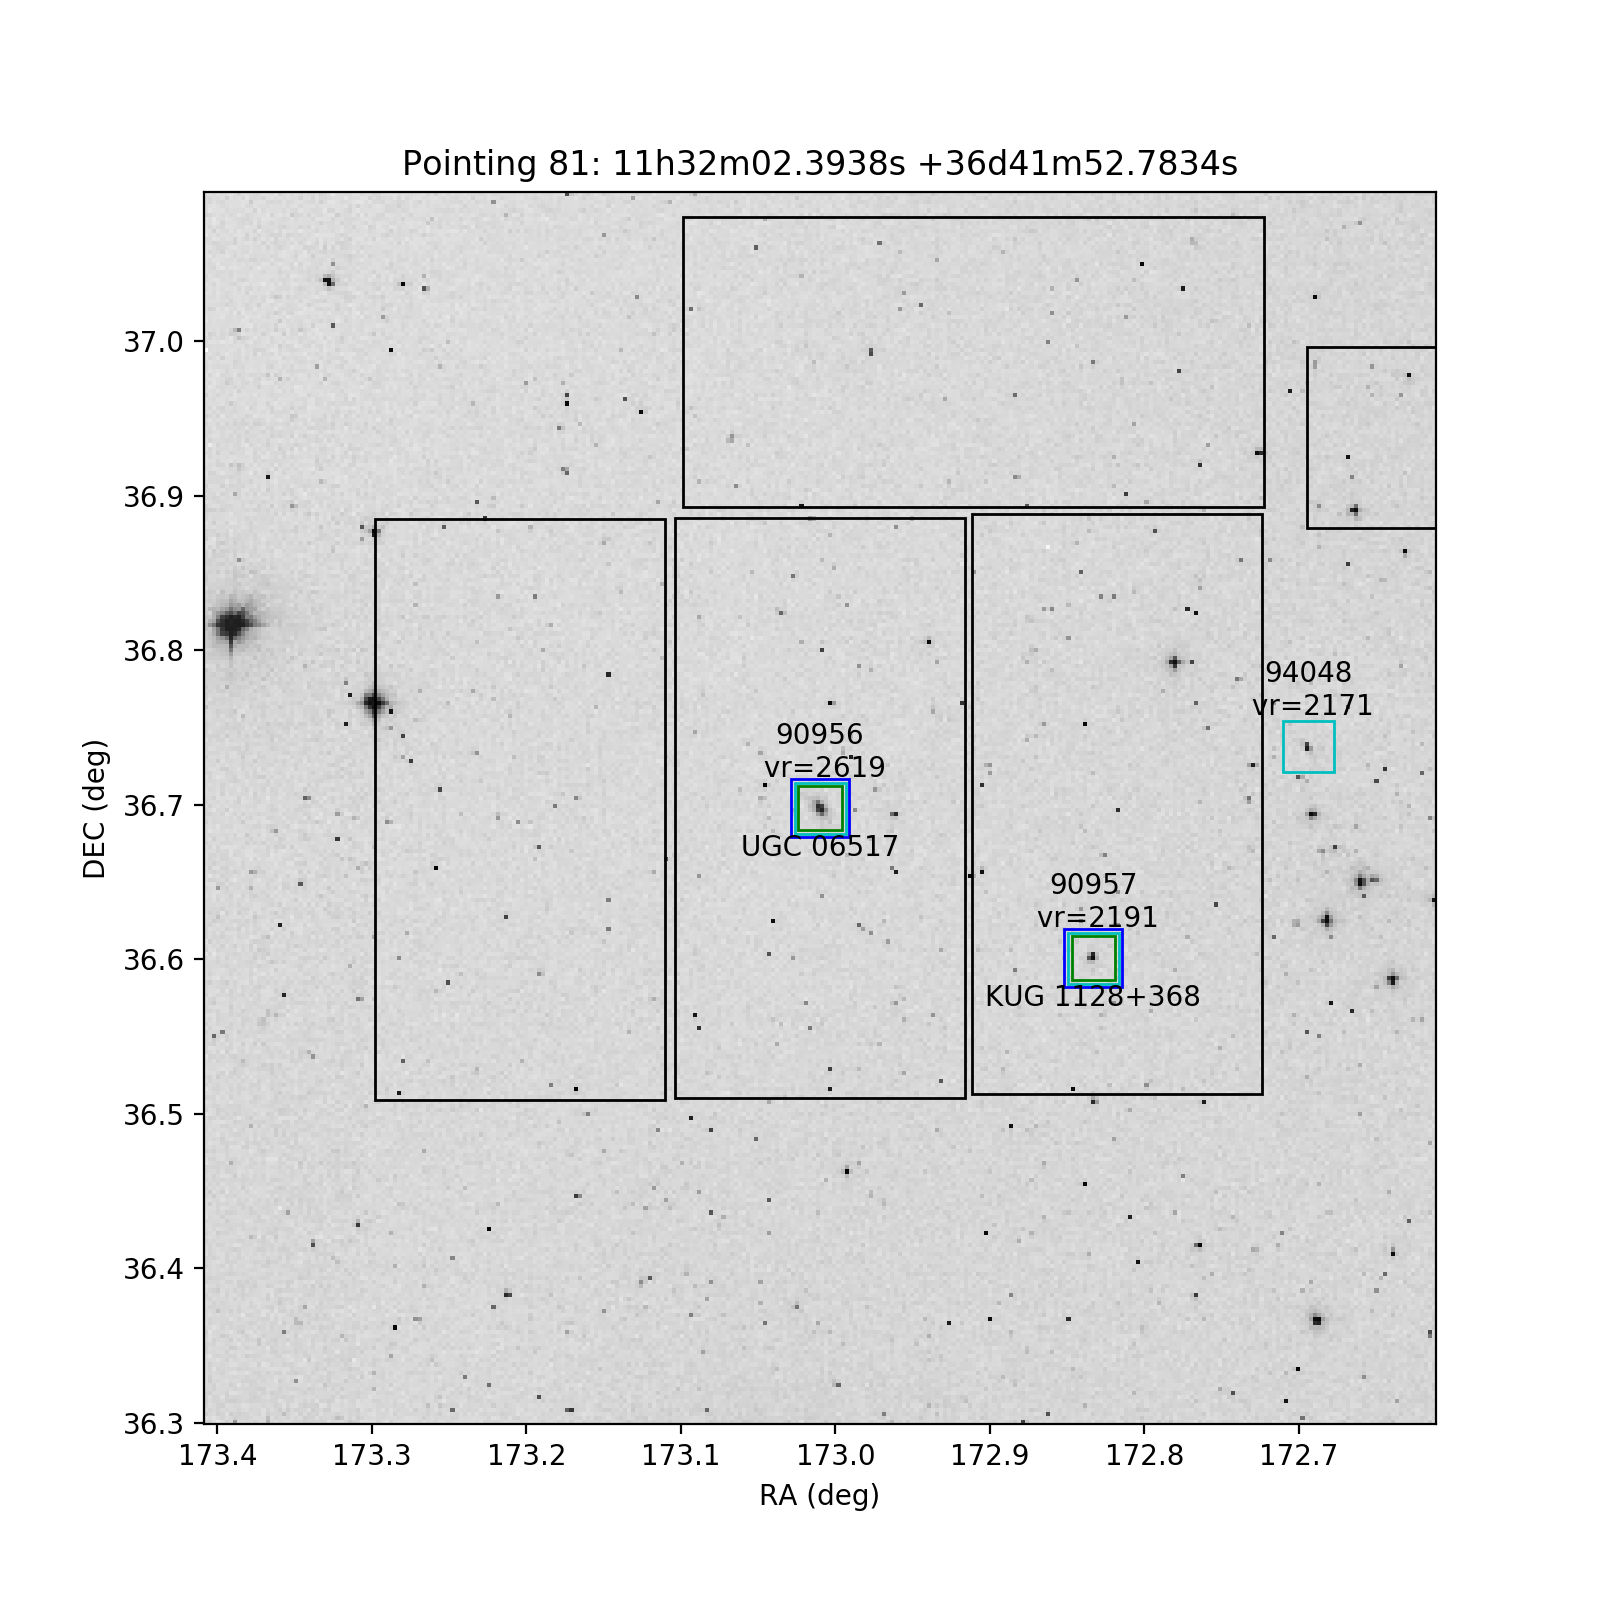 Pointing 81: 11h32m02.3938s +36d41m52.7834s
DEC (deg)
37.0
36.9
36.8
36.7
36.6
36.5
36.4
36.3
94048
vr=2171
90956
vr=2619
UGC 06517
90957
vr=2191
KUG 1128+368
173.4 173.3 173.2 173.1 173.0 172.9 172.8 172.7
RA (deg)